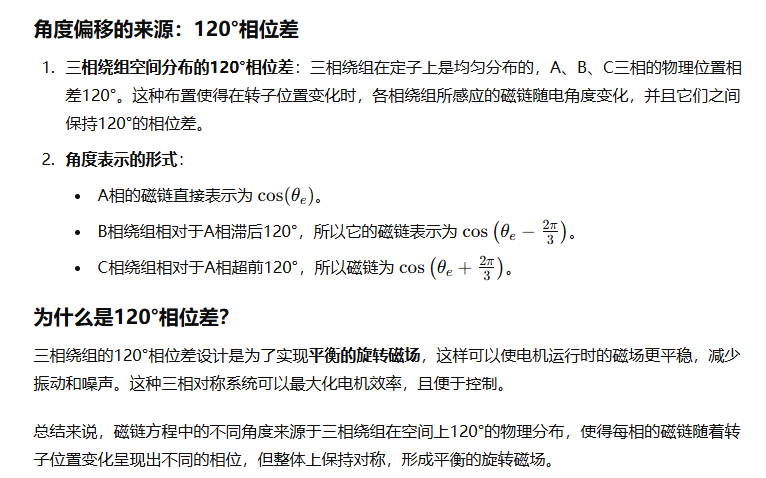 角度偏移的来源：120°相位差
1. 三相绕组空间分布的120°相位差：三相绕组在定子上是均匀分布的，A、B、C三相的物理位置相
差120°。这种布置使得在转子位置变化时，各相绕组所感应的磁链随电角度变化，并且它们之间
保持120°的相位差。
2. 角度表示的形式：
• A相的磁链直接表示为 cos(θₑ)。
• B相绕组相对于A相滞后120°，所以它的磁链表示为 cos(θₑ − 2π/3)。
• C相绕组相对于A相超前120°，所以磁链为 cos(θₑ + 2π/3)。
为什么是120°相位差？
三相绕组的120°相位差设计是为了实现平衡的旋转磁场，这样可以使电机运行时的磁场更平稳，减少
振动和噪声。这种三相对称系统可以最大化电机效率，且便于控制。
总结来说，磁链方程中的不同角度来源于三相绕组在空间上120°的物理分布，使得每相的磁链随着转
子位置变化呈现出不同的相位，但整体上保持对称，形成平衡的旋转磁场。